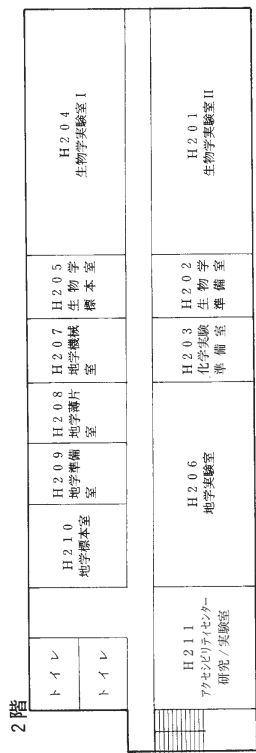 2階
トイレ
トイレ
H210
地学標本室
H209
地学準備
室
H208
地学薄片
室
H207
地学機械
室
H205
生物学
標本室
H204
生物学実験室I
H211
アクセシビリティセンター
研究/実験室
H206
地学実験室
H203
化学実験
準備室
H202
生物学
準備室
H201
生物学実験室II